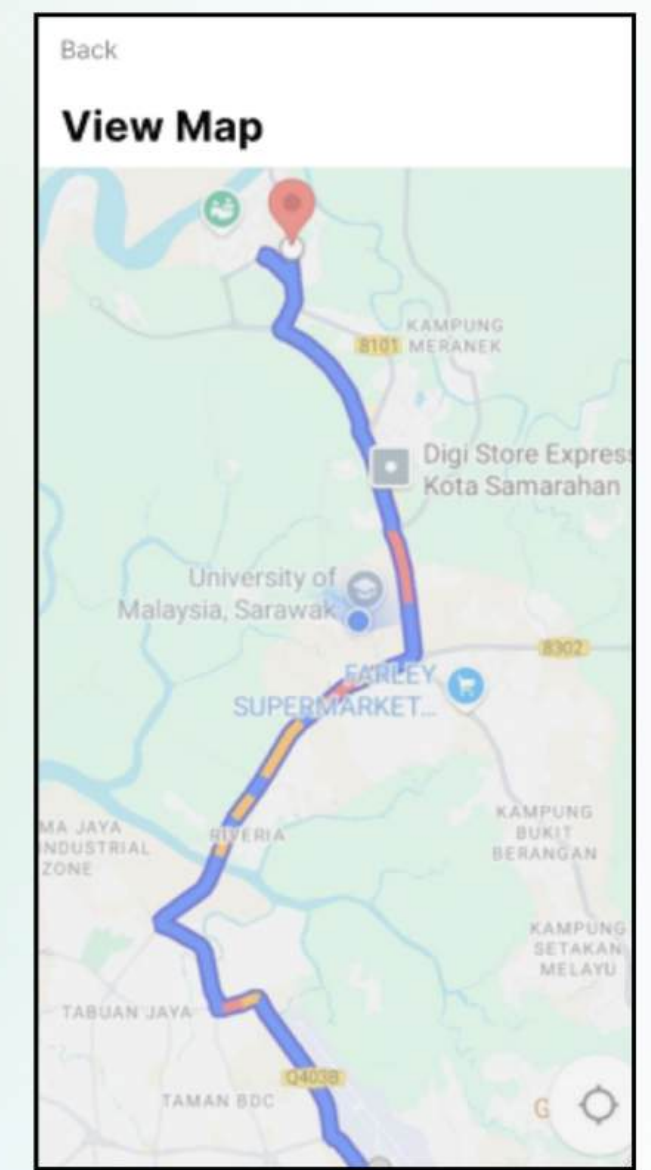 Back
View Map
KAMPUNG
8101 MERANEK
Digi Store Express
Kota Samarahan
University of
Malaysia, Sarawak
8302
FARLEY
SUPERMARKET...
MA JAYA
INDUSTRIAL
ZONE
RIVERIA
KAMPUNG
BUKIT
BERANGAN
KAMPUNG
SETAKAN
MELAYU
TABUAN JAYA
Q403B
TAMAN BDC
G